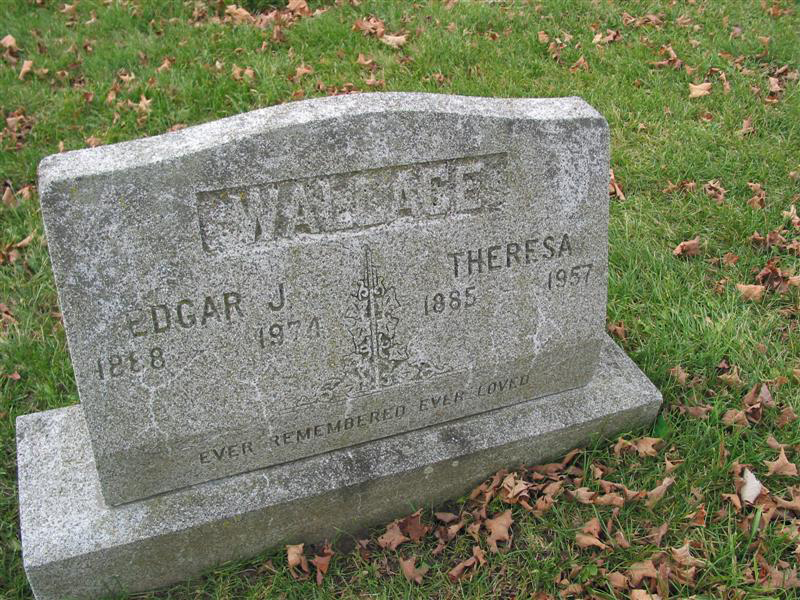 WALLACE
EDGAR J
1888 1974
THERESA
1885 1957
EVER REMEMBERED EVER LOVED